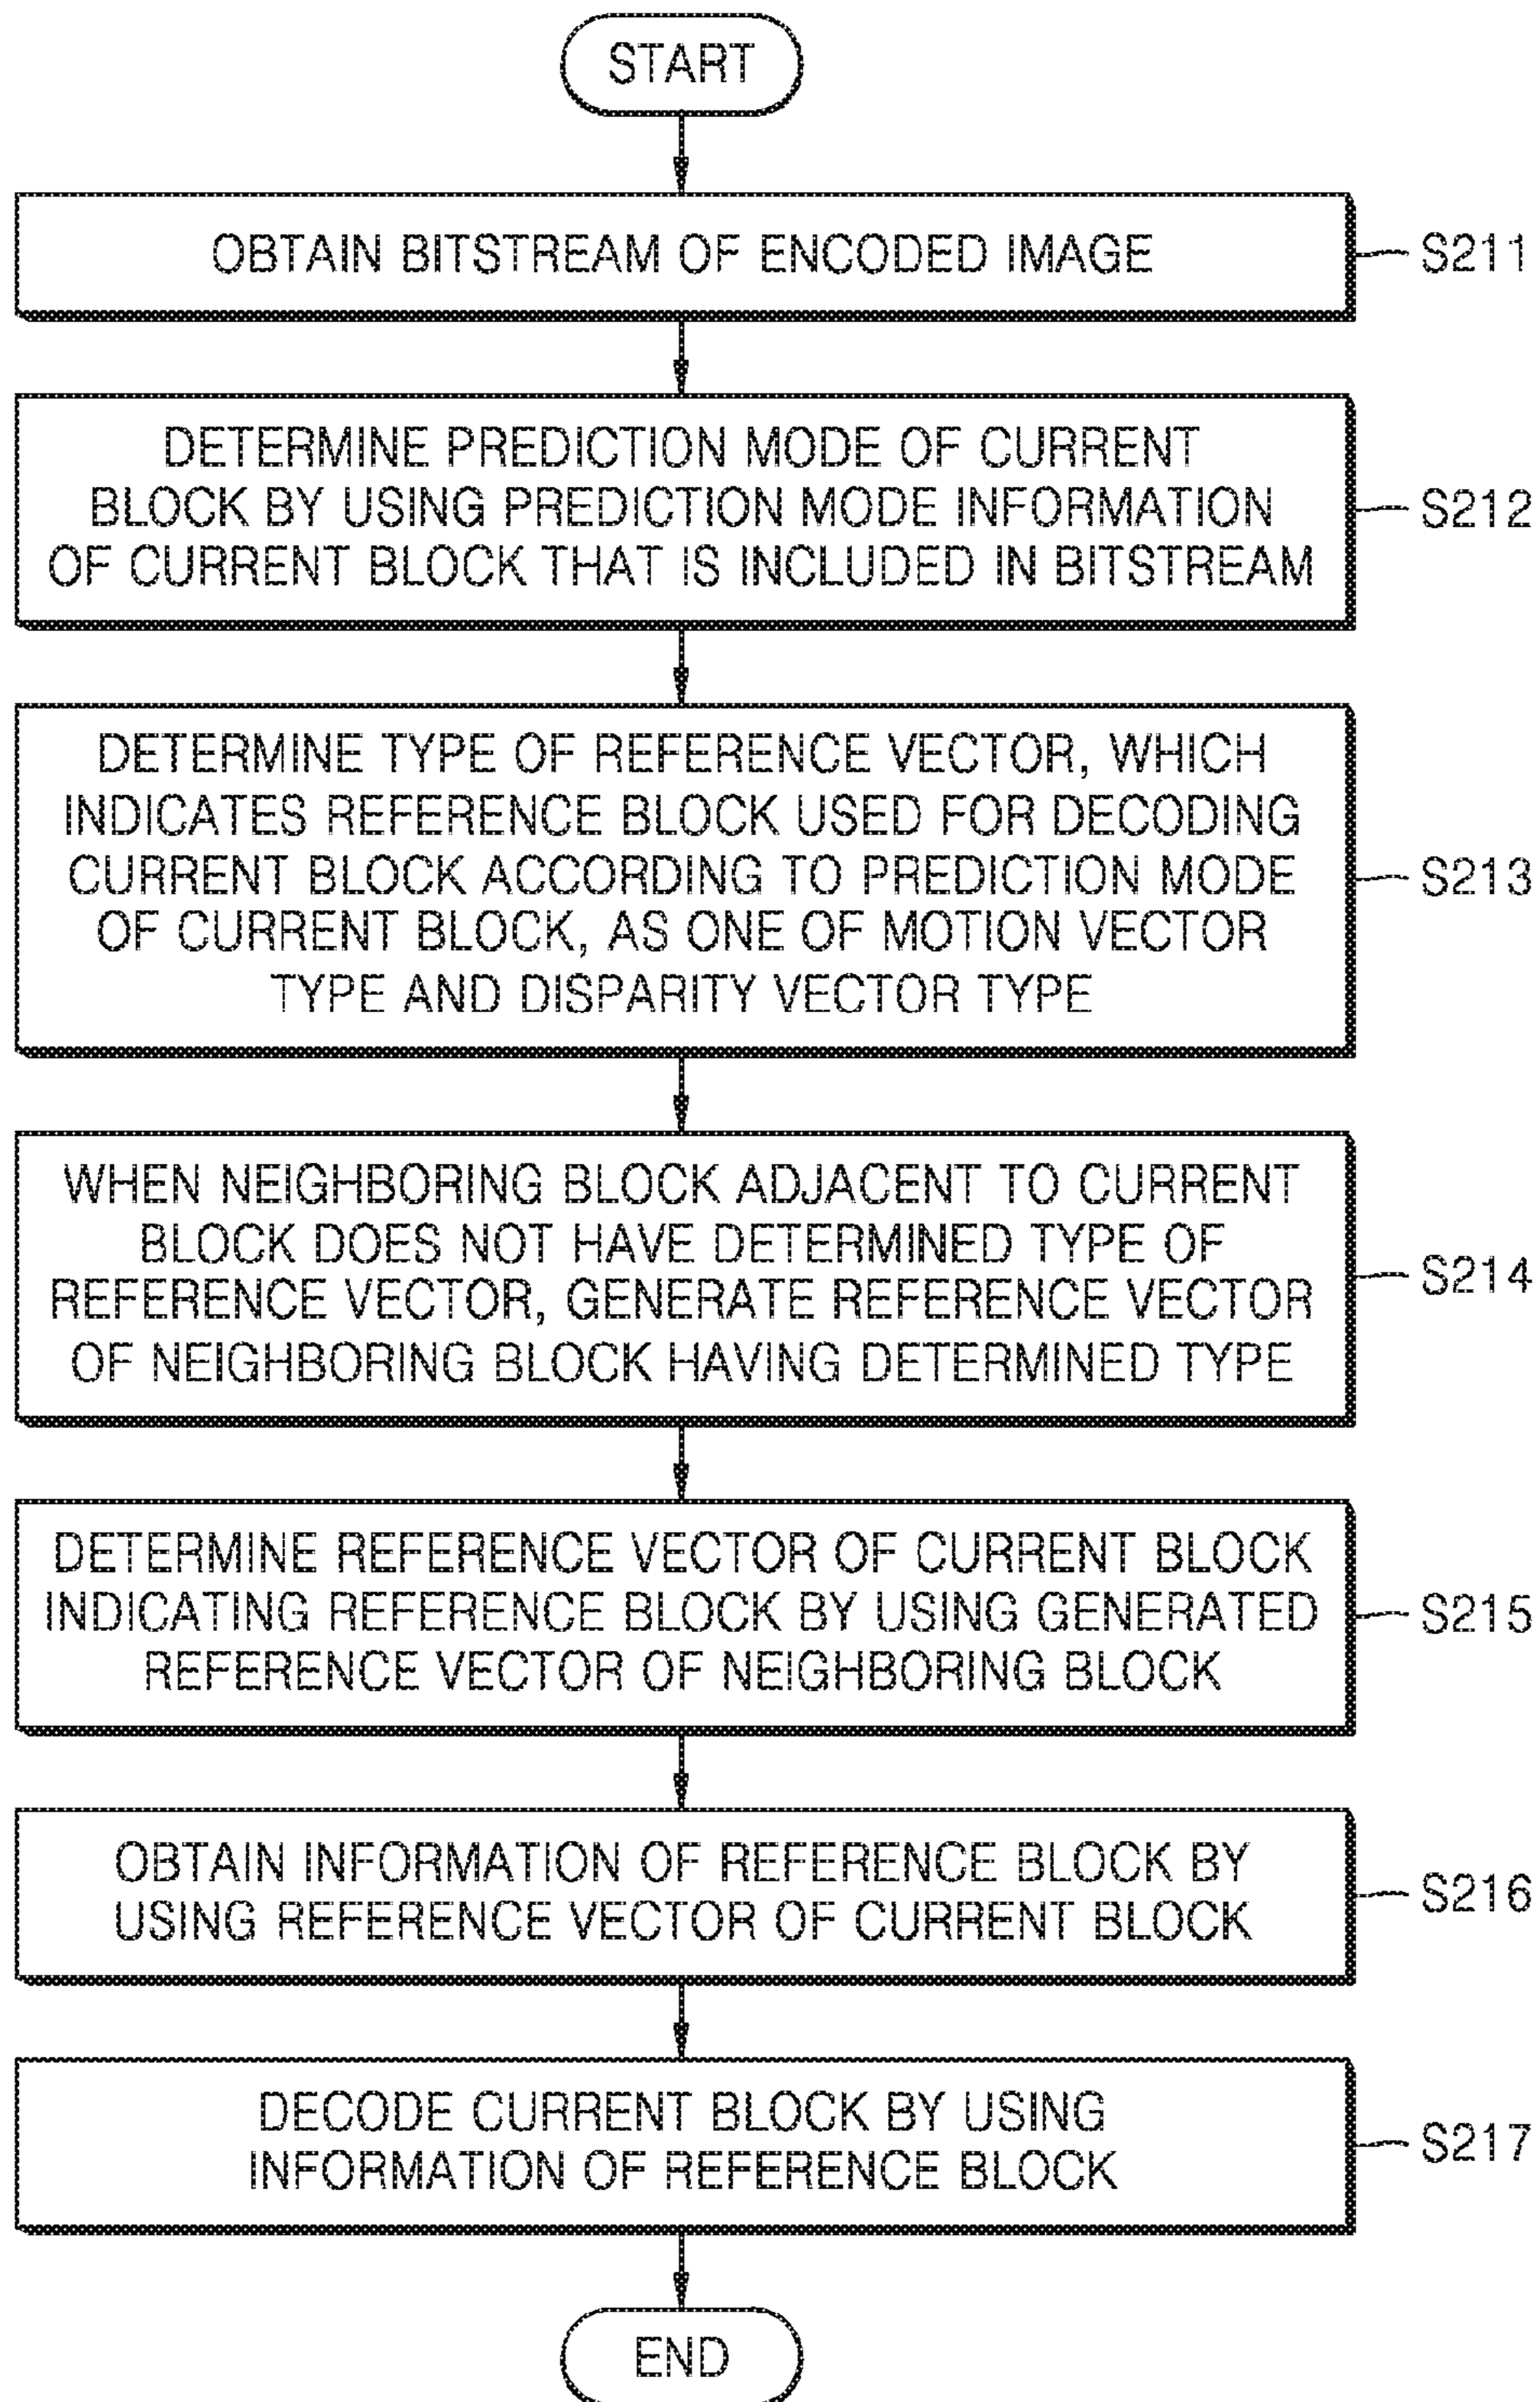 START
OBTAIN BITSTREAM OF ENCODED IMAGE
S211
DETERMINE PREDICTION MODE OF CURRENT
BLOCK BY USING PREDICTION MODE INFORMATION
OF CURRENT BLOCK THAT IS INCLUDED IN BITSTREAM
S212
DETERMINE TYPE OF REFERENCE VECTOR, WHICH
INDICATES REFERENCE BLOCK USED FOR DECODING
CURRENT BLOCK ACCORDING TO PREDICTION MODE
OF CURRENT BLOCK, AS ONE OF MOTION VECTOR
TYPE AND DISPARITY VECTOR TYPE
S213
WHEN NEIGHBORING BLOCK ADJACENT TO CURRENT
BLOCK DOES NOT HAVE DETERMINED TYPE OF
REFERENCE VECTOR, GENERATE REFERENCE VECTOR
OF NEIGHBORING BLOCK HAVING DETERMINED TYPE
S214
DETERMINE REFERENCE VECTOR OF CURRENT BLOCK
INDICATING REFERENCE BLOCK BY USING GENERATED
REFERENCE VECTOR OF NEIGHBORING BLOCK
S215
OBTAIN INFORMATION OF REFERENCE BLOCK BY
USING REFERENCE VECTOR OF CURRENT BLOCK
S216
DECODE CURRENT BLOCK BY USING
INFORMATION OF REFERENCE BLOCK
S217
END